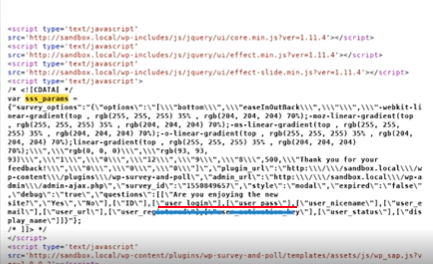 <script type='text/javascript'
src='http://sandbox.local/wp-includes/js/jquery/ui/core.min.js?ver=1.11.4'></script>
<script type='text/javascript'
src='http://sandbox.local/wp-includes/js/jquery/ui/effect.min.js?ver=1.11.4'></script>
<script type='text/javascript'
src='http://sandbox.local/wp-includes/js/jquery/ui/effect-slide.min.js?ver=1.11.4'></script>
<script type='text/javascript'>
/* <![CDATA[ */
var sss_params =
{"survey_options":"{\"options\":\"[\\\"bottom\\\",\\\"easeInOutBack\\\",\\\"\\\",\\\"-webkit-li
near-gradient(top , rgb(255, 255, 255) 35% , rgb(204, 204, 204) 70%);-moz-linear-gradient(top
, rgb(255, 255, 255) 35% , rgb(204, 204, 204) 70%);-ms-linear-gradient(top , rgb(255, 255,
255) 35% , rgb(204, 204, 204) 70%);-o-linear-gradient(top , rgb(255, 255, 255) 35% , rgb(204,
204, 204) 70%);linear-gradient(top , rgb(255, 255, 255) 35% , rgb(204, 204, 204)
70%);\\\",\\\"rgb(0, 0, 0)\\\",\\\"rgb(93, 93,
93)\\\",\\\"1\\\",\\\"0\\\",\\\"12\\\",\\\"9\\\",\\\"8\\\",500,\\\"Thank you for your
feedback!\\\",\\\"0\\\",\\\"0\\\",\\\"0\\\"]\",\"plugin_url\":\"http:\\\/\\\/sandbox.local\\\/w
p-content\\\/plugins\\\/wp-survey-and-poll\",\"admin_url\":\"http:\\\/\\\/sandbox.local\\\/wp-a
dmin\\\/admin-ajax.php\",\"survey_id\":\"1550849657\",\"style\":\"modal\",\"expired\":\"false\"
,\"debug\":\"true\",\"questions\":[[\"Are you enjoying the new
site?\",\"Yes\",\"No\"],[\"ID\"],[\"user_login\"],[\"user_pass\"],[\"user_nicename\"],[\"user_e
mail\"],[\"user_url\"],[\"user_registered\"],[\"user_activation_key\"],[\"user_status\"],[\"dis
play_name\"]]}"};
/* ]]> */
</script>
<script type='text/javascript'
src='http://sandbox.local/wp-content/plugins/wp-survey-and-poll/templates/assets/js/wp_sap.js?v